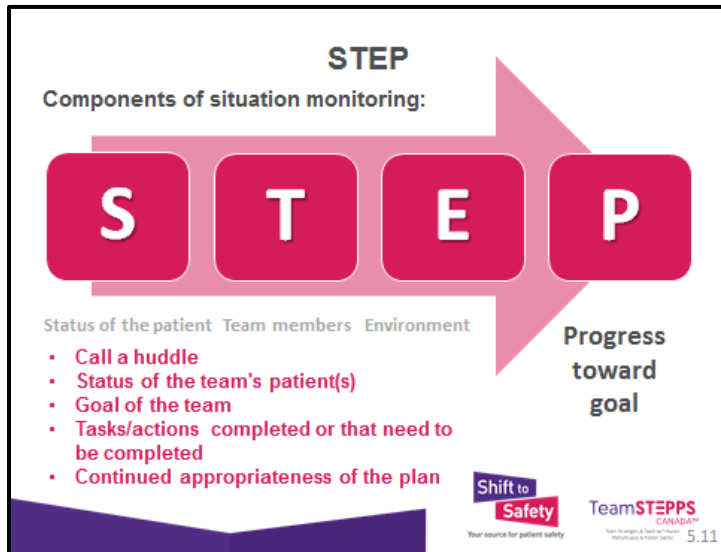 STEP
Components of situation monitoring:
S T E P
Status of the patient Team members Environment
Progress
toward
goal
• Call a huddle
• Status of the team's patient(s)
• Goal of the team
• Tasks/actions completed or that need to
be completed
• Continued appropriateness of the plan
Shift to
Safety
Your source for patient safety
TeamSTEPPS
CANADA™
5.11